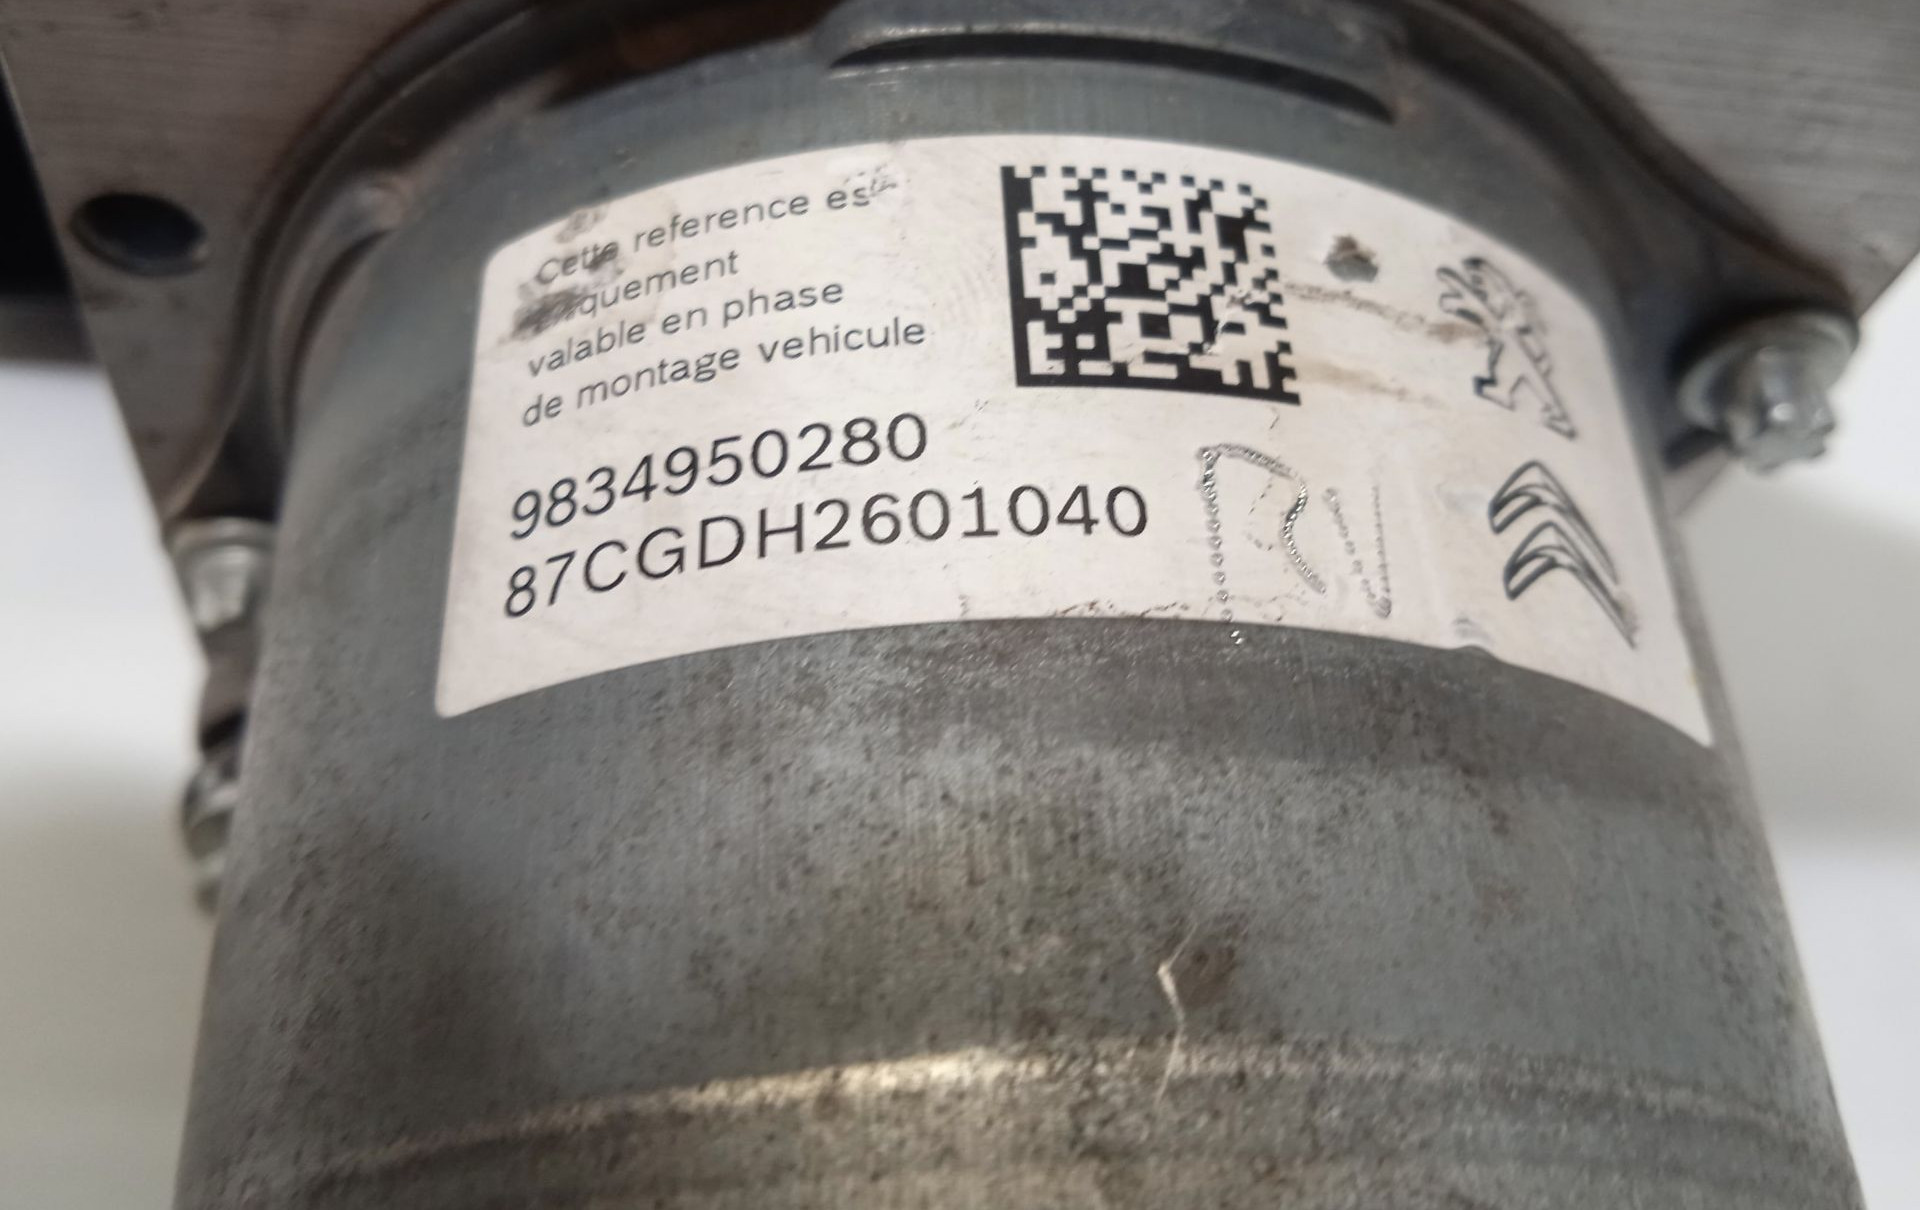 Cette reference est
uniquement
valable en phase
de montage vehicule
9834950280
87CGDH2601040